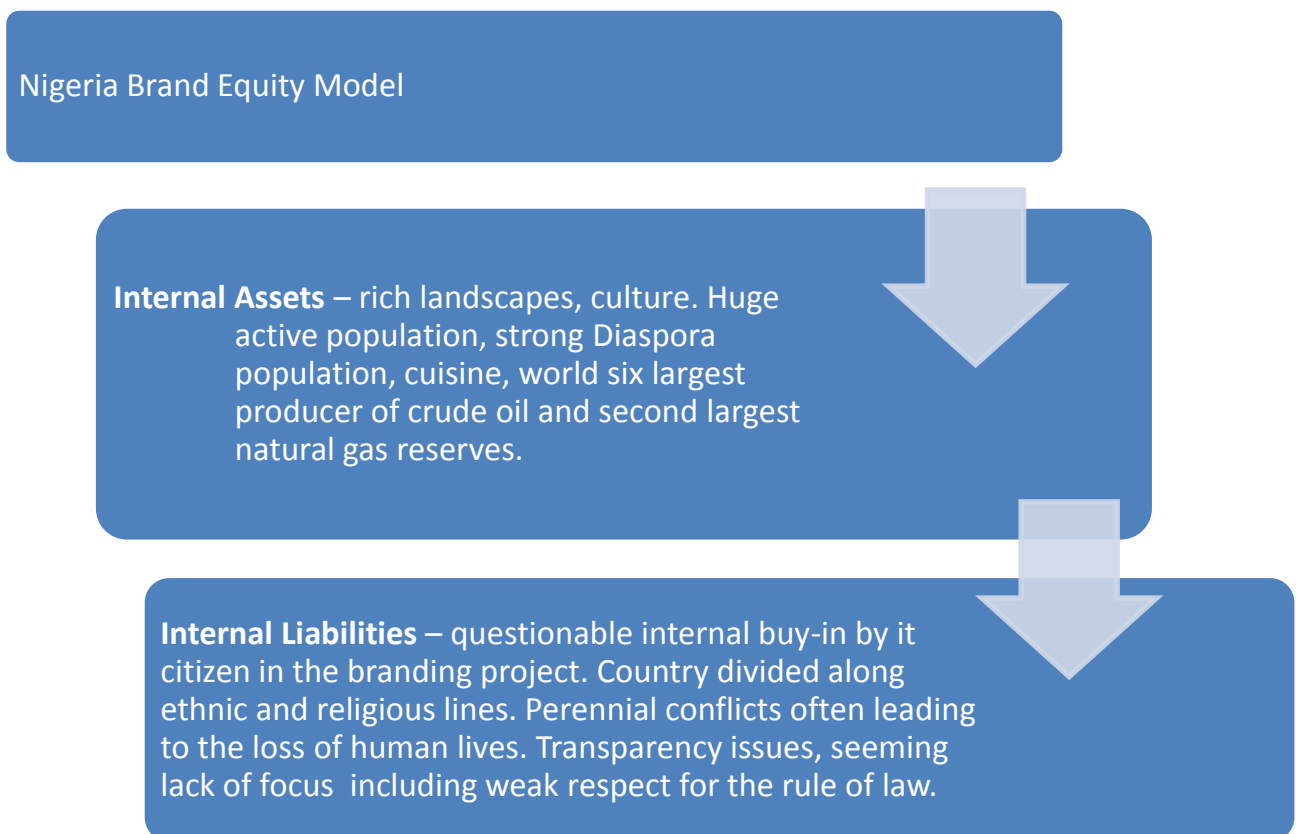 Nigeria Brand Equity Model
Internal Assets – rich landscapes, culture. Huge
active population, strong Diaspora
population, cuisine, world six largest
producer of crude oil and second largest
natural gas reserves.
Internal Liabilities – questionable internal buy-in by it
citizen in the branding project. Country divided along
ethnic and religious lines. Perennial conflicts often leading
to the loss of human lives. Transparency issues, seeming
lack of focus  including weak respect for the rule of law.